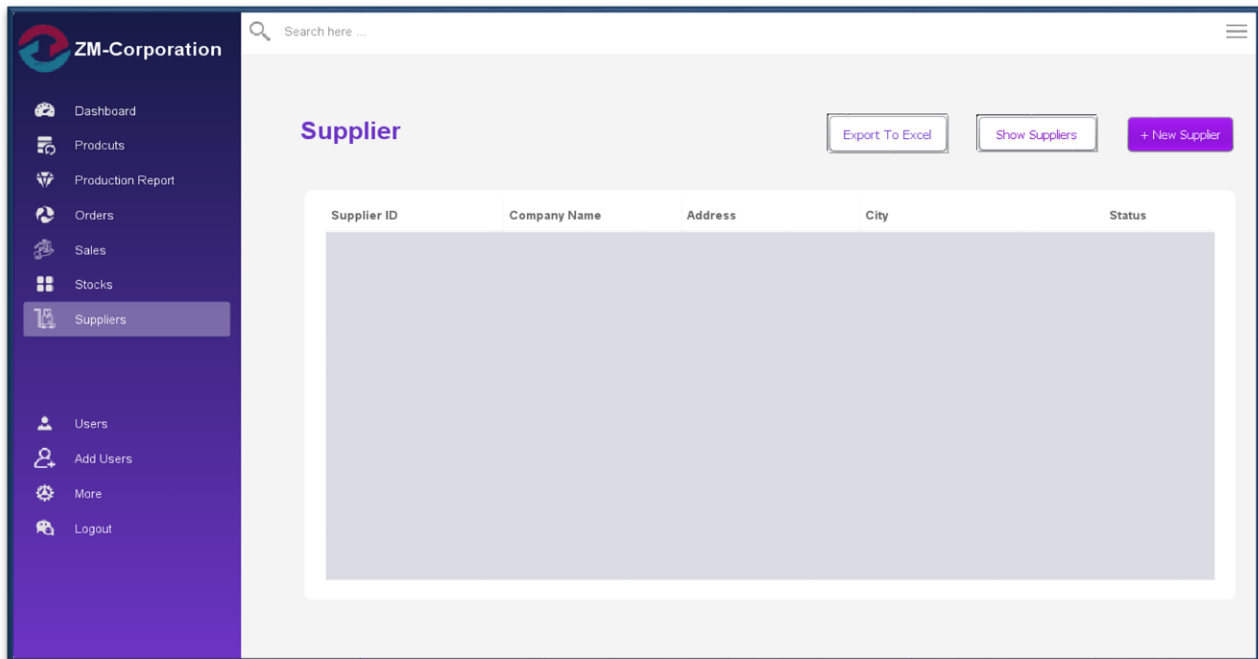 ZM-Corporation
Search here ...
Dashboard
Prodcuts
Production Report
Orders
Sales
Stocks
Suppliers
Users
Add Users
More
Logout
Supplier
Export To Excel
Show Suppliers
+ New Supplier
Supplier ID Company Name Address City Status